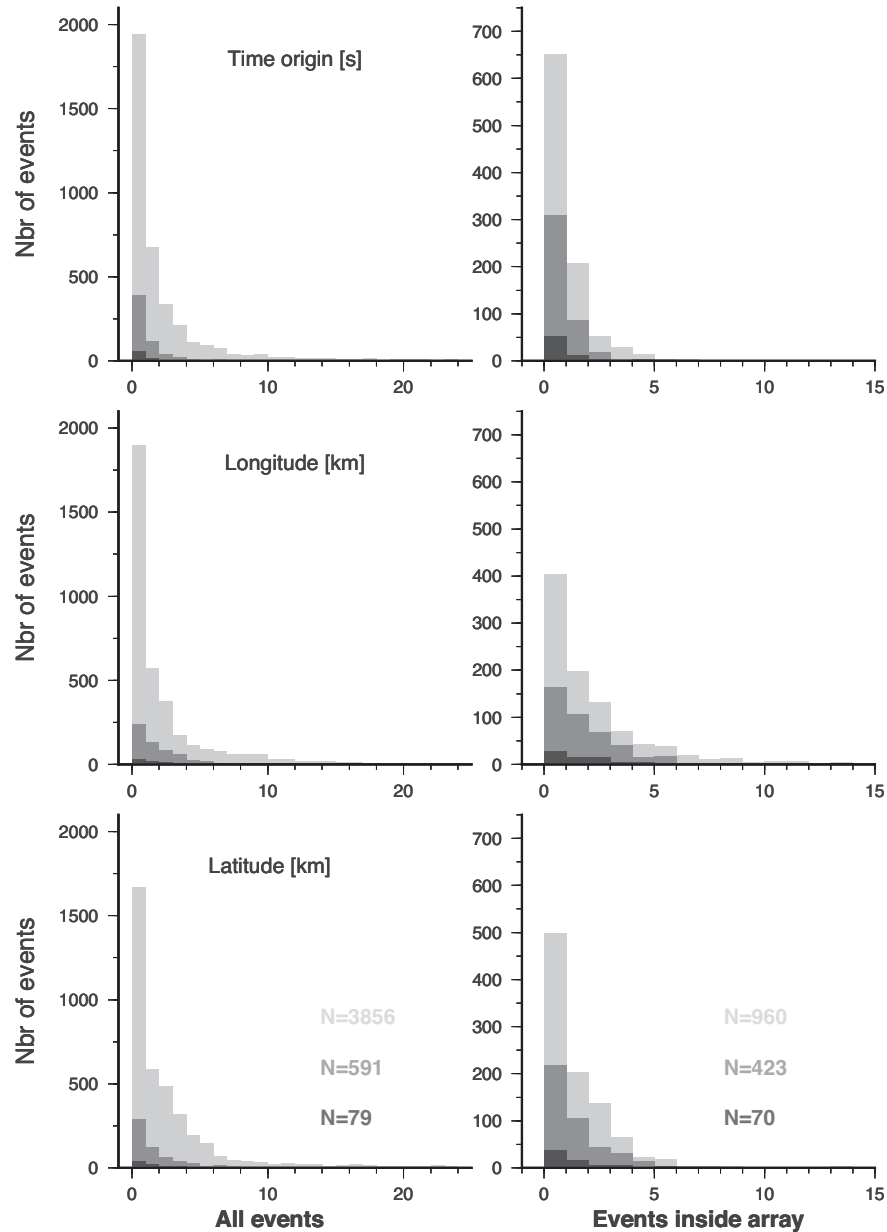 Time origin [s]
Nbr of events
2000
1500
1000
500
0
0 10 20
700
600
500
400
300
200
100
0
0 5 10 15
Longitude [km]
Nbr of events
2000
1500
1000
500
0
0 10 20
700
600
500
400
300
200
100
0
0 5 10 15
Latitude [km]
Nbr of events
2000
1500
1000
500
0
N=3856
N=591
N=79
0 10 20
All events
700
600
500
400
300
200
100
0
N=960
N=423
N=70
0 5 10 15
Events inside array